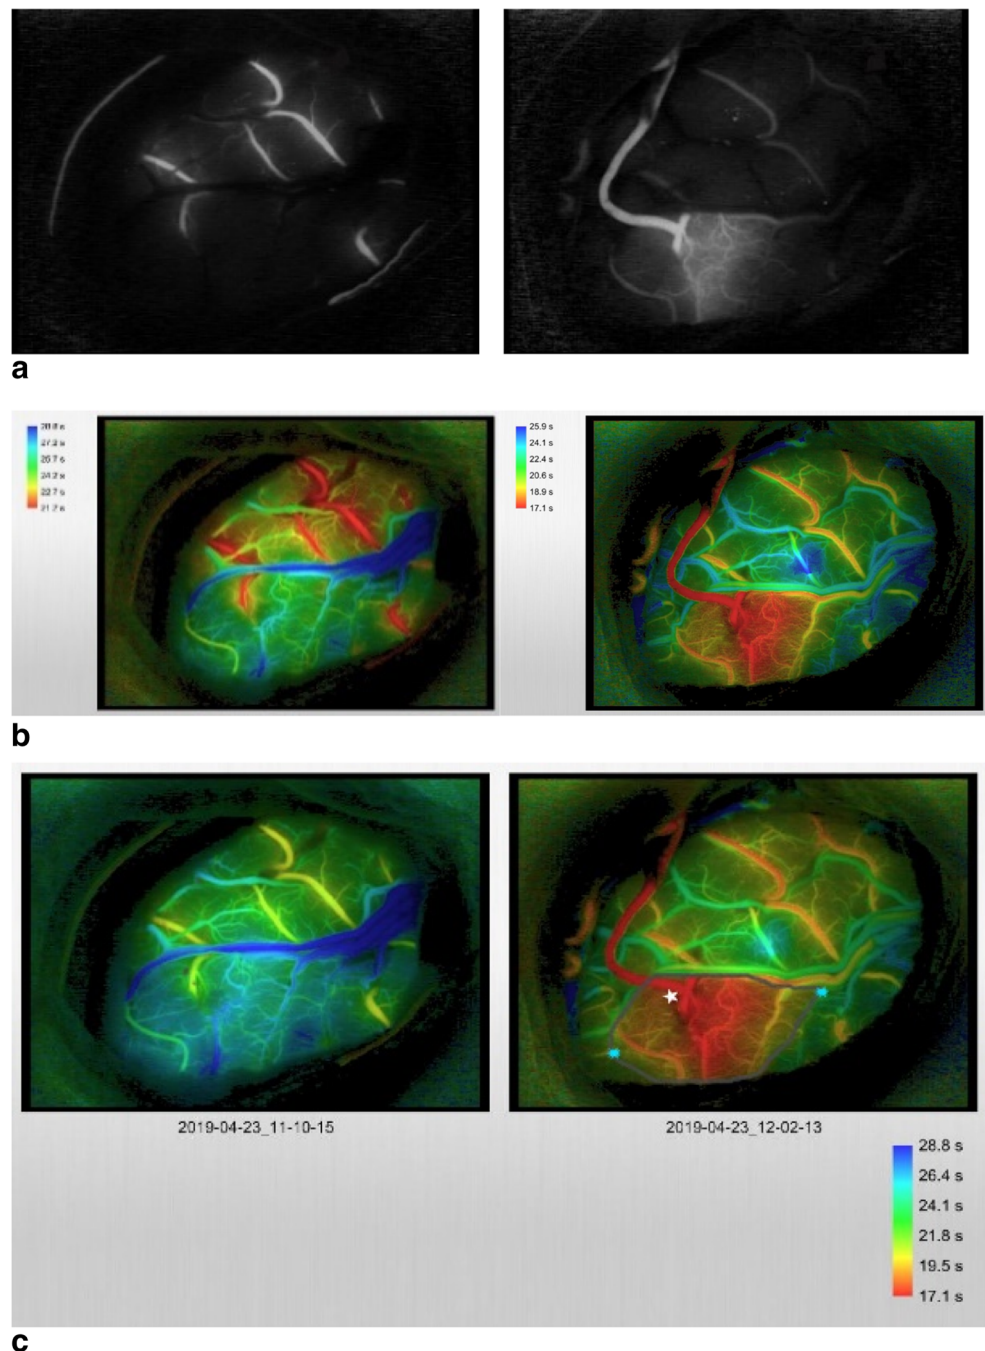 a
25.9 s
24.1 s
22.4 s
20.6 s
18.9 s
17.1 s
b
2019-04-23_11-10-15
2019-04-23_12-02-13
28.8 s
26.4 s
24.1 s
21.8 s
19.5 s
17.1 s
c